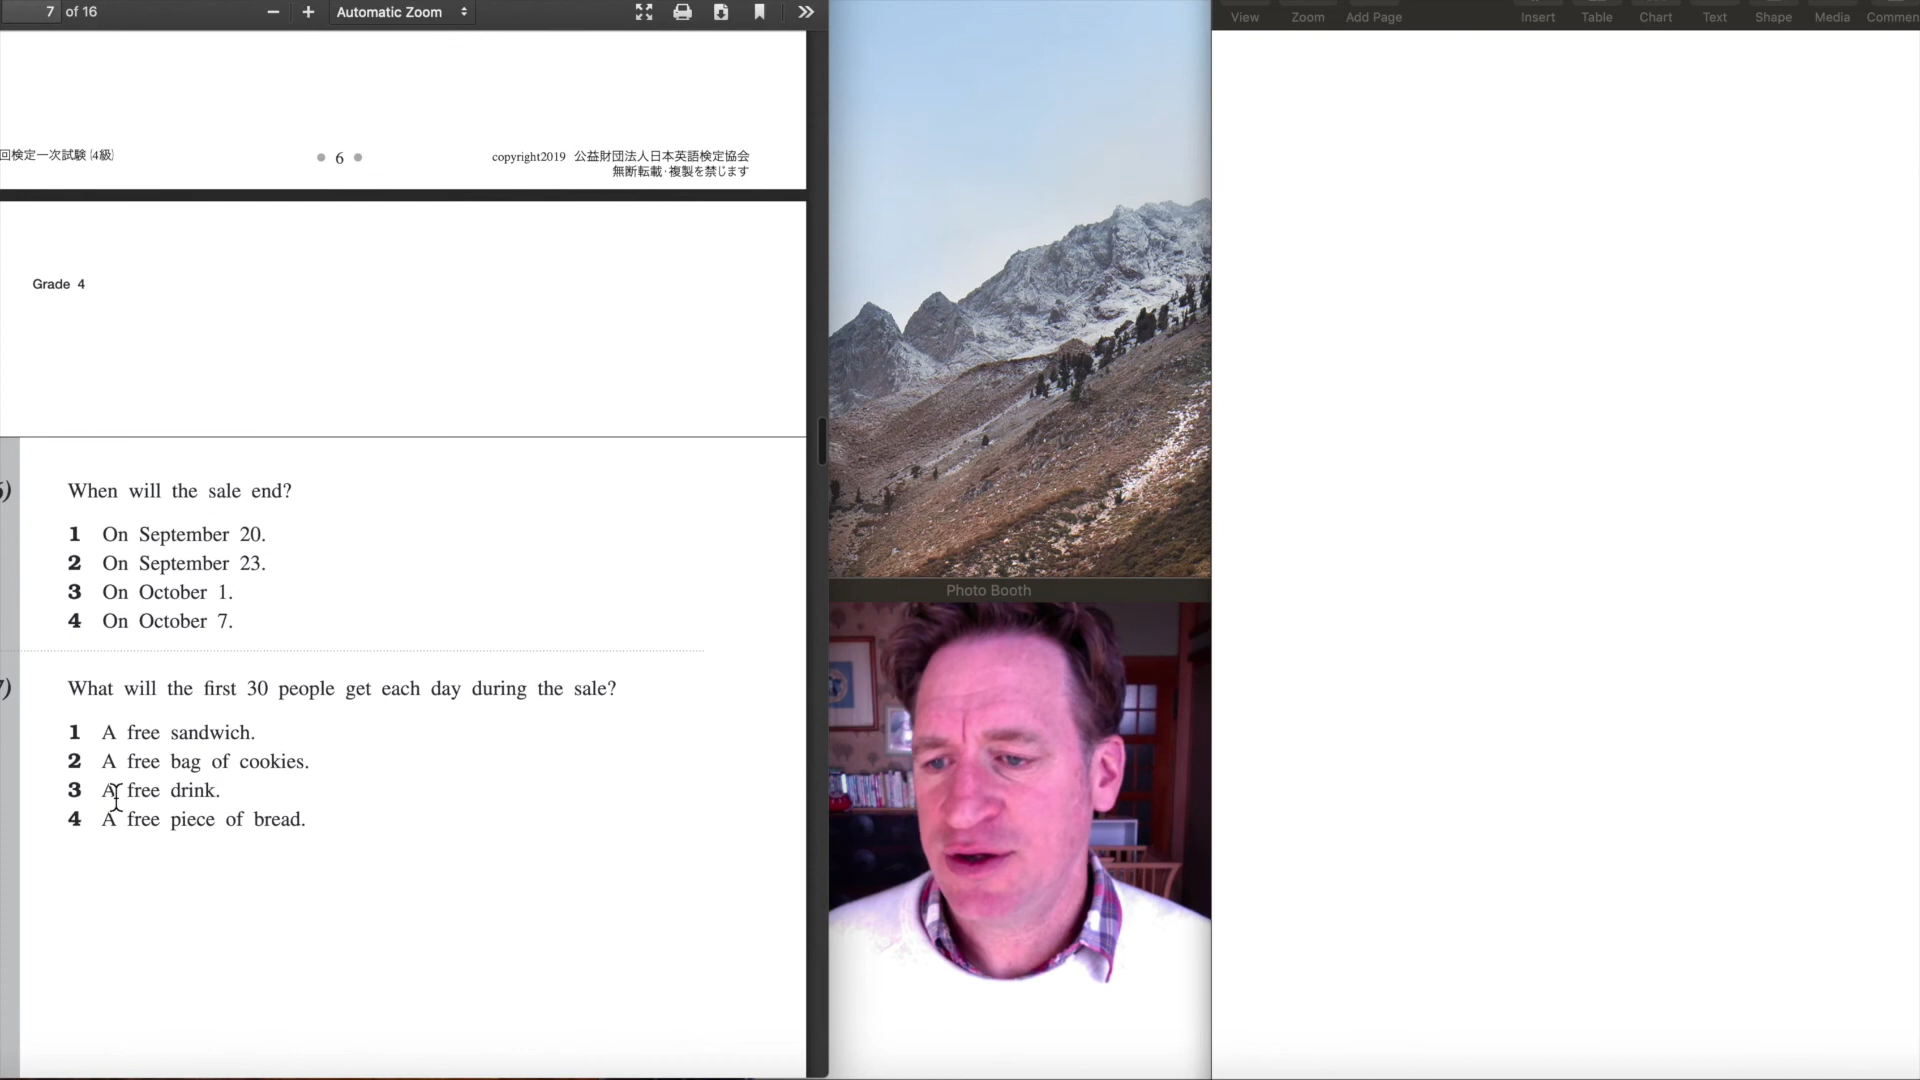 7 of 16
Automatic Zoom
View Zoom Add Page Insert Table Chart Text Shape Media Commen
回検定一次試験(4級)
6
copyright2019 公益財団法人日本英語検定協会
無断転載・複製を禁じます
Grade 4
6)
When will the sale end?
1 On September 20.
2 On September 23.
3 On October 1.
4 On October 7.
7)
What will the first 30 people get each day during the sale?
1 A free sandwich.
2 A free bag of cookies.
3 A free drink.
4 A free piece of bread.
Photo Booth